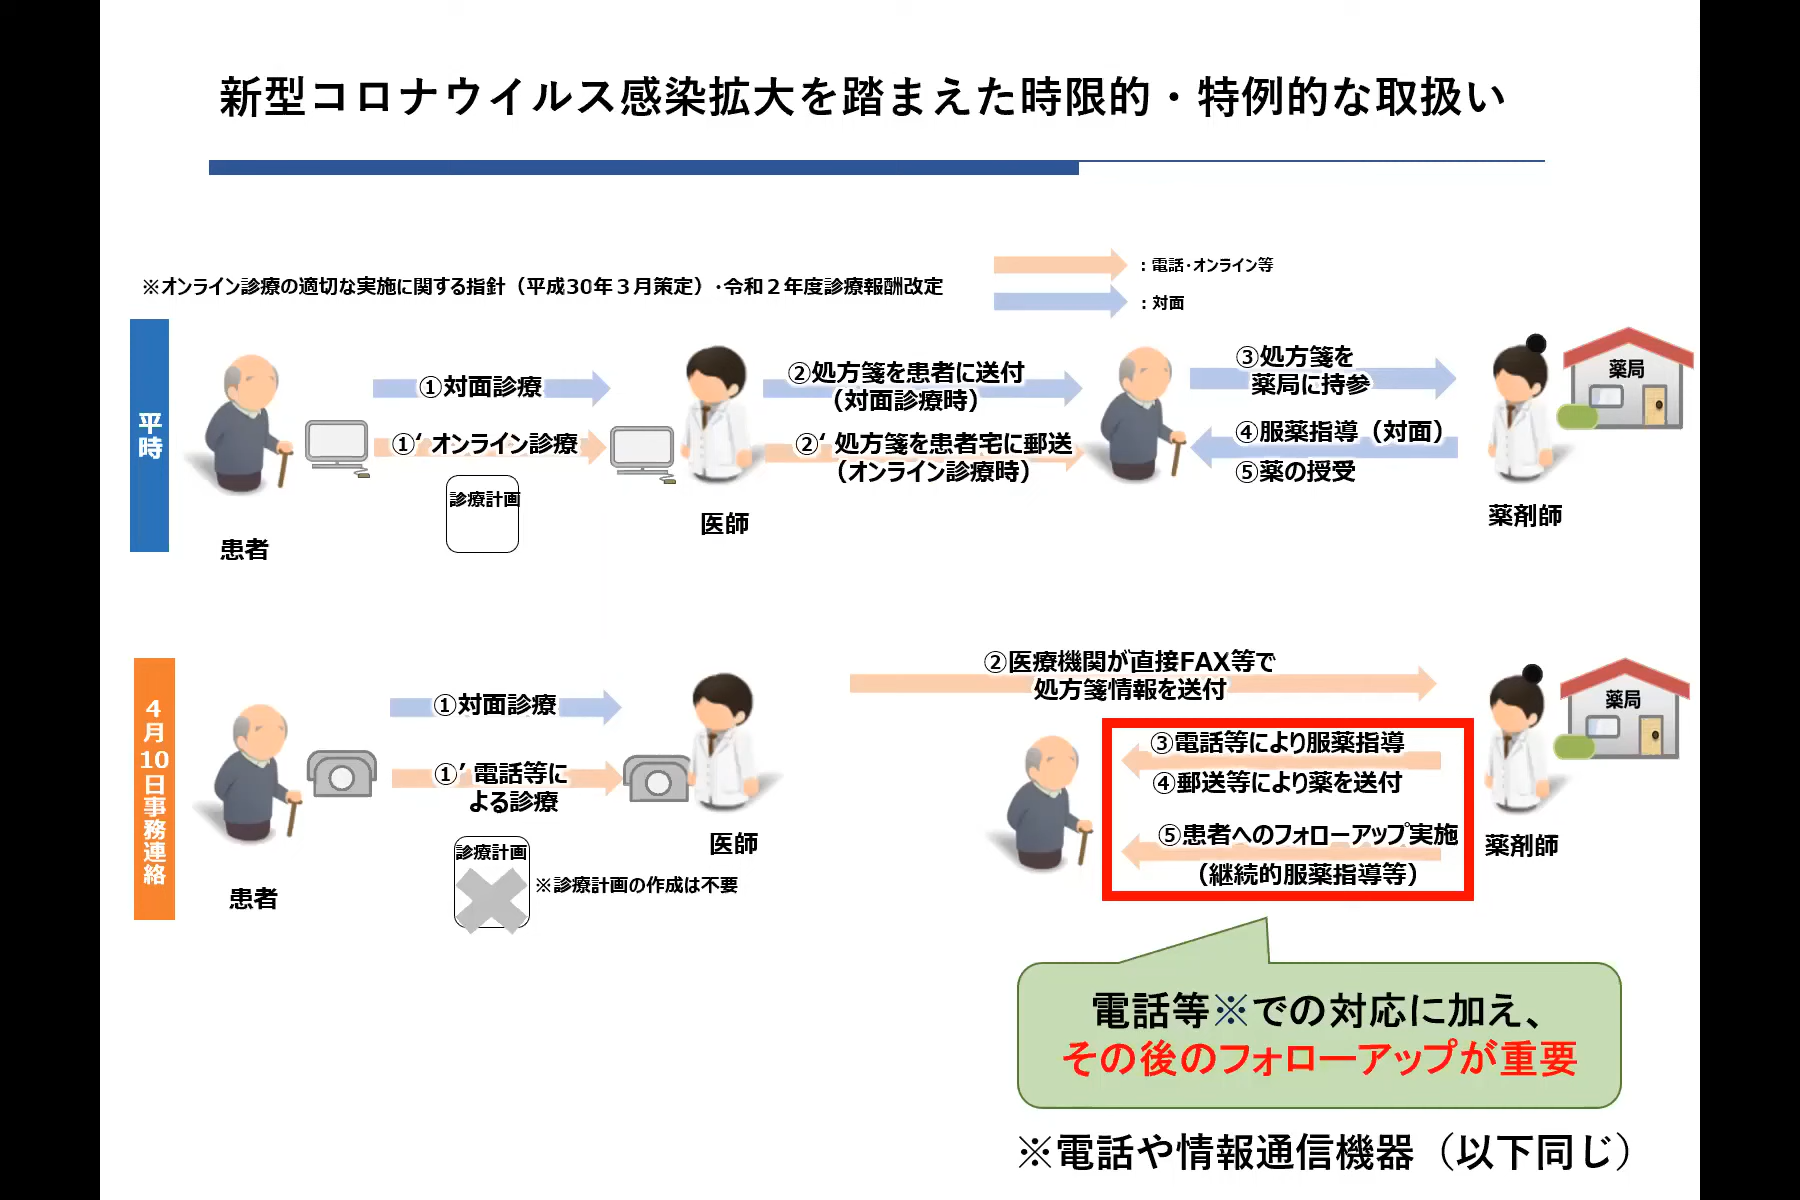 新型コロナウイルス感染拡大を踏まえた時限的・特例的な取扱い
※オンライン診療の適切な実施に関する指針（平成30年３月策定）・令和２年度診療報酬改定
：電話・オンライン等
：対面
平時
①対面診療
①‘ オンライン診療
診療計画
患者
医師
②処方箋を患者に送付
（対面診療時）
②‘ 処方箋を患者宅に郵送
（オンライン診療時）
③処方箋を
薬局に持参
④服薬指導（対面）
⑤薬の授受
薬局
薬剤師
4月10日事務連絡
①対面診療
①’ 電話等に
よる診療
診療計画
※診療計画の作成は不要
患者
医師
②医療機関が直接FAX等で
処方箋情報を送付
③電話等により服薬指導
④郵送等により薬を送付
⑤患者へのフォローアップ実施
（継続的服薬指導等）
薬局
薬剤師
電話等※での対応に加え、
その後のフォローアップが重要
※電話や情報通信機器（以下同じ）